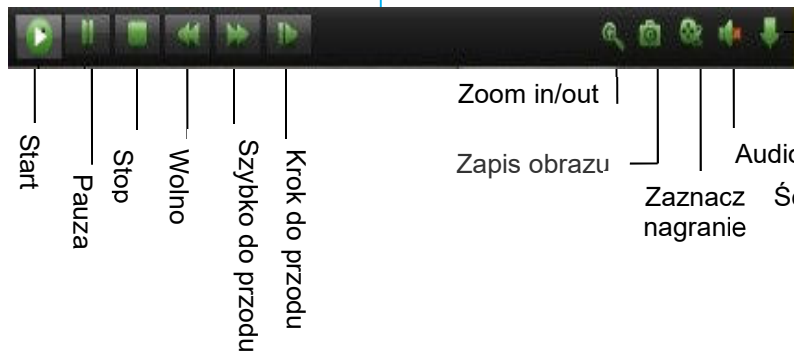 Start
Pauza
Stop
Wolno
Szybko do przodu
Krok do przodu
Zoom in/out
Zapis obrazu
Audio
Zaznacz
nagranie